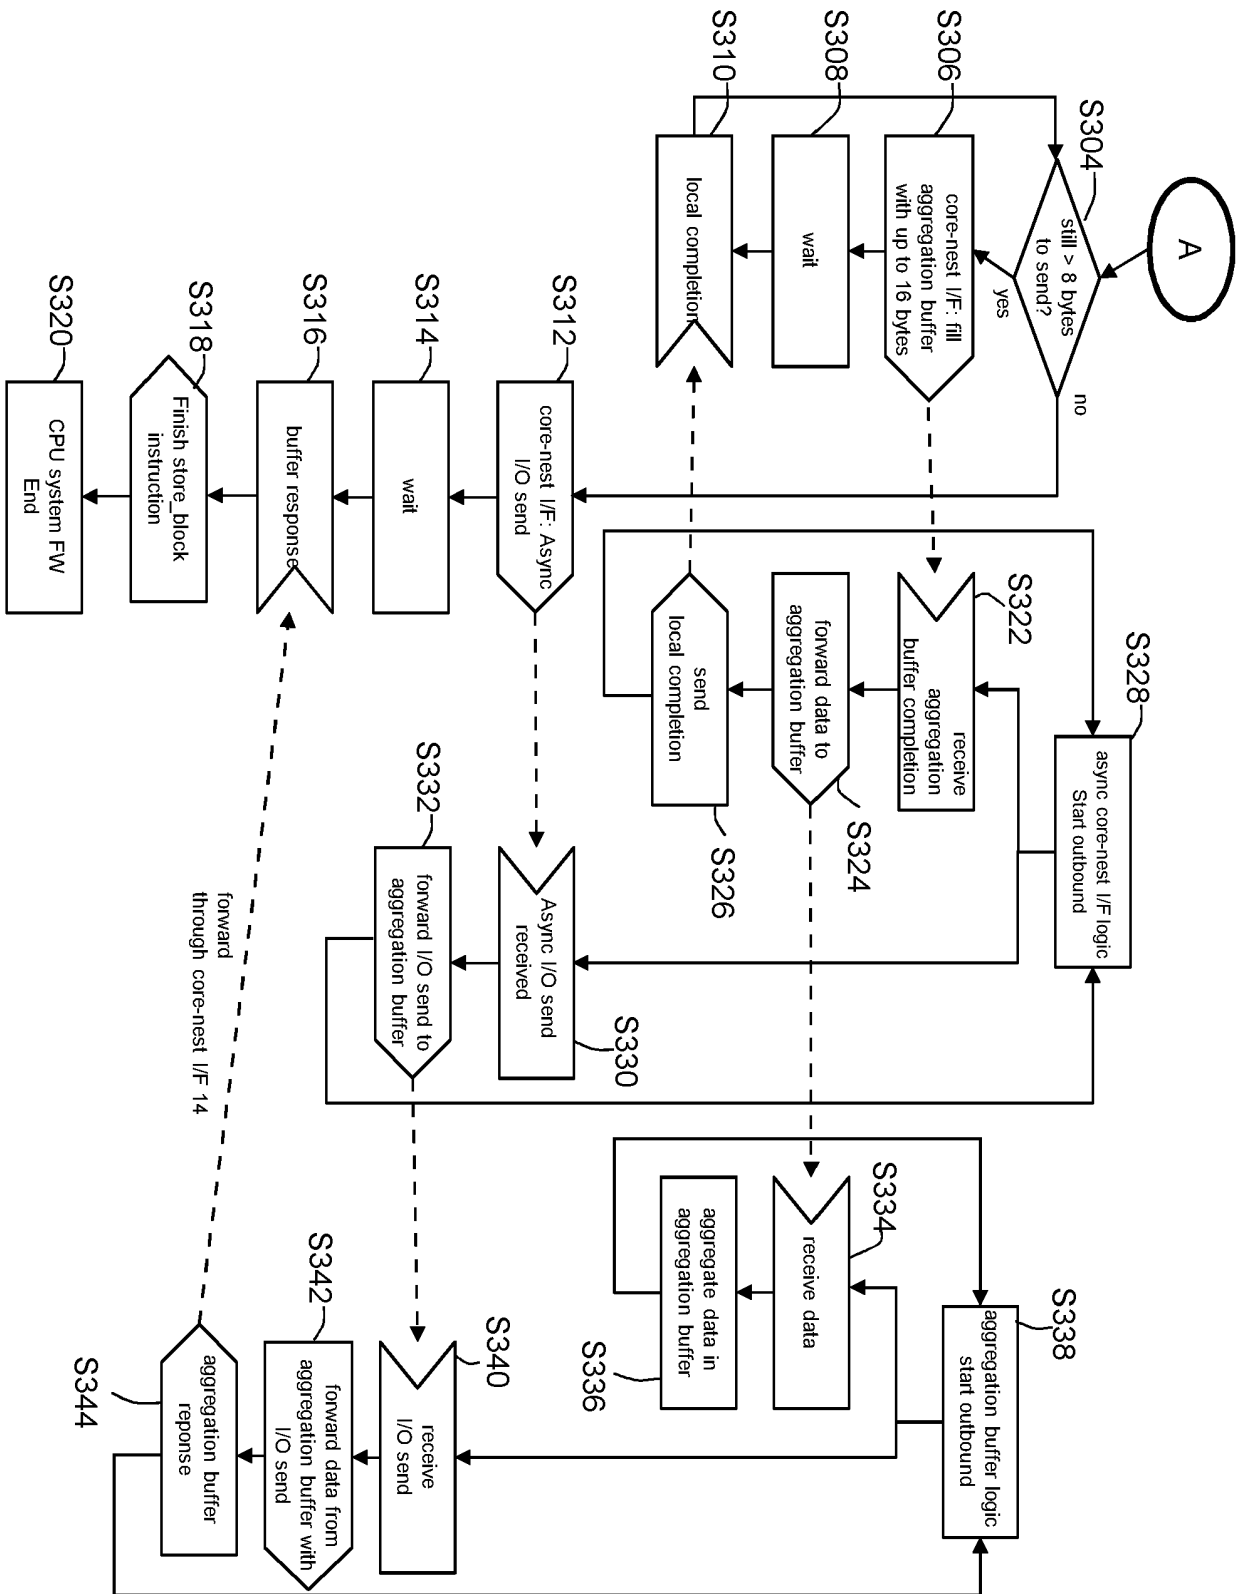 A
S304
still > 8 bytes
to send?
yes
no
S306
core-nest I/F: fill
aggregation buffer
with up to 16 bytes
S308
wait
S310
local completion
S312
core-nest I/F: Async
I/O send
S314
wait
S316
buffer response
S318
Finish store_block
instruction
S320
CPU system FW
End
S328
async core-nest I/F logic
Start outbound
S322
receive
aggregation
buffer completion
S324
forward data to
aggregation buffer
S326
send
local completion
S330
Async I/O send
received
S332
forward I/O send to
aggregation buffer
forward
through core-nest I/F 14
S338
aggregation buffer logic
start outbound
S334
receive data
S336
aggregate data in
aggregation buffer
S340
receive
I/O send
S342
forward data from
aggregation buffer with
I/O send
S344
aggregation buffer
reponse